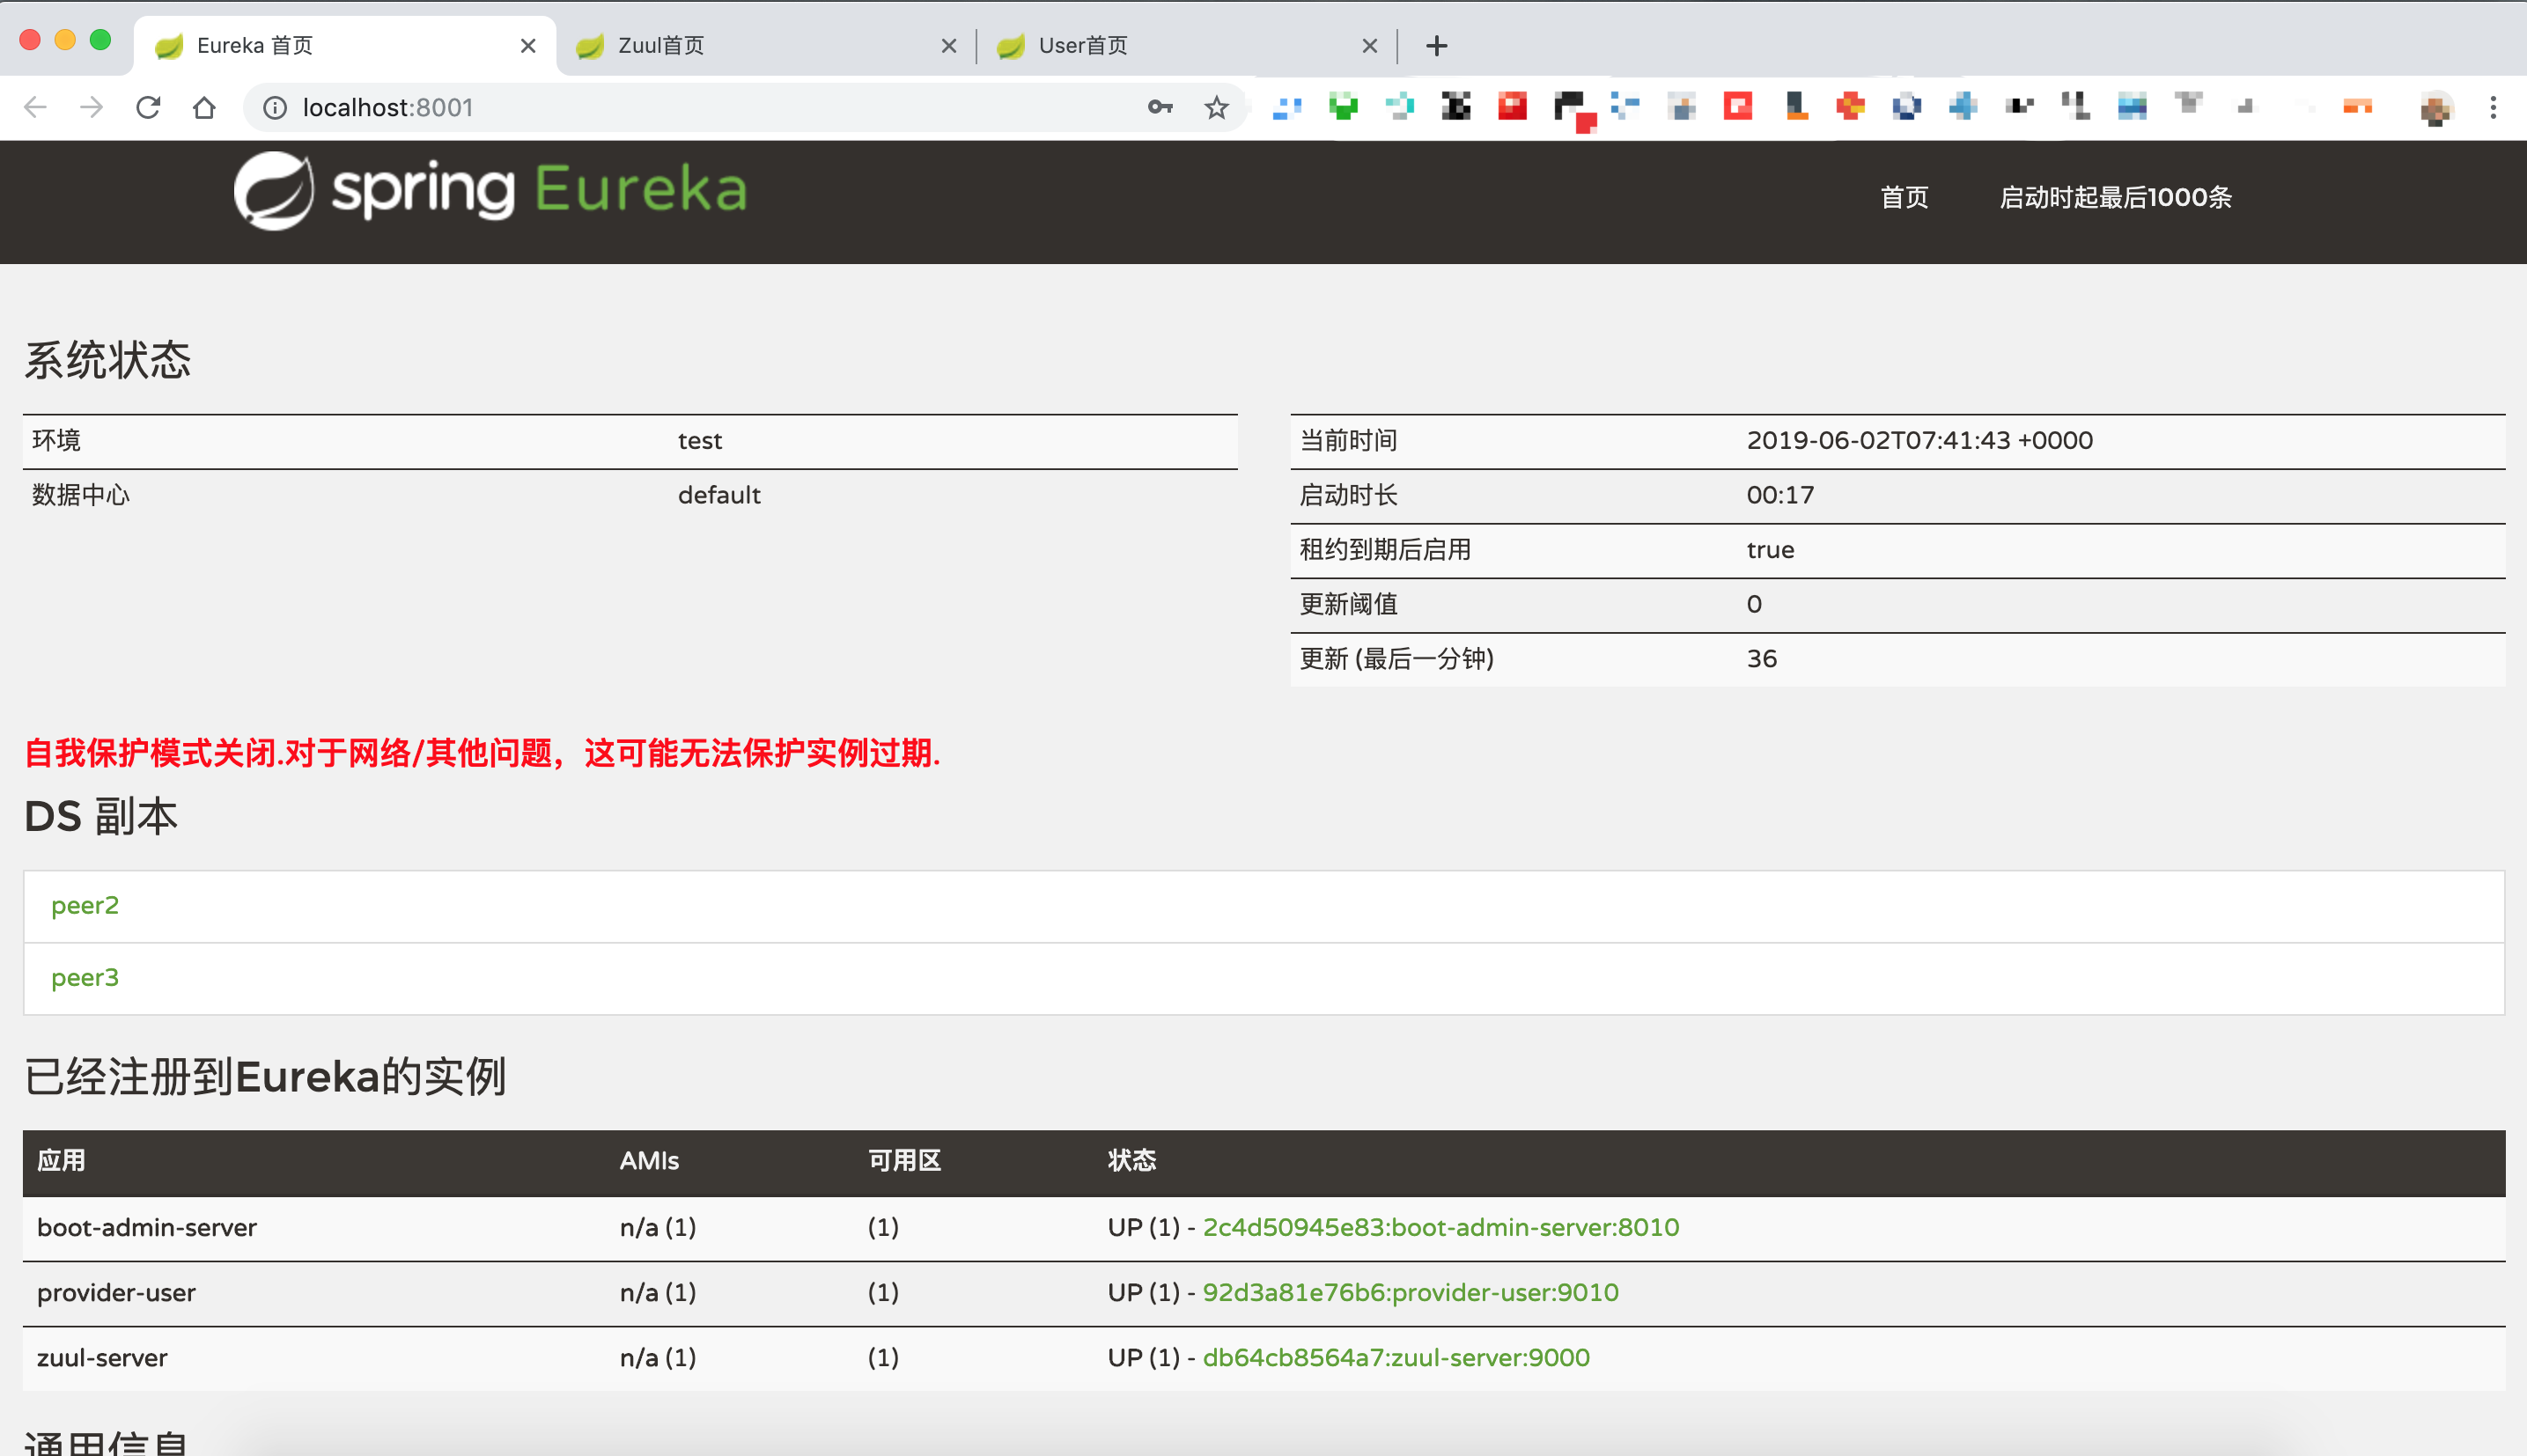 Eureka 首页
Zuul首页
User首页
localhost:8001
spring Eureka
首页 启动时起最后1000条
系统状态
环境 test
数据中心 default
当前时间 2019-06-02T07:41:43 +0000
启动时长 00:17
租约到期后启用 true
更新阈值 0
更新 (最后一分钟) 36
自我保护模式关闭.对于网络/其他问题，这可能无法保护实例过期.
DS 副本
peer2
peer3
已经注册到Eureka的实例
应用 AMIs 可用区 状态
boot-admin-server n/a (1) (1) UP (1) - 2c4d50945e83:boot-admin-server:8010
provider-user n/a (1) (1) UP (1) - 92d3a81e76b6:provider-user:9010
zuul-server n/a (1) (1) UP (1) - db64cb8564a7:zuul-server:9000
通用信息